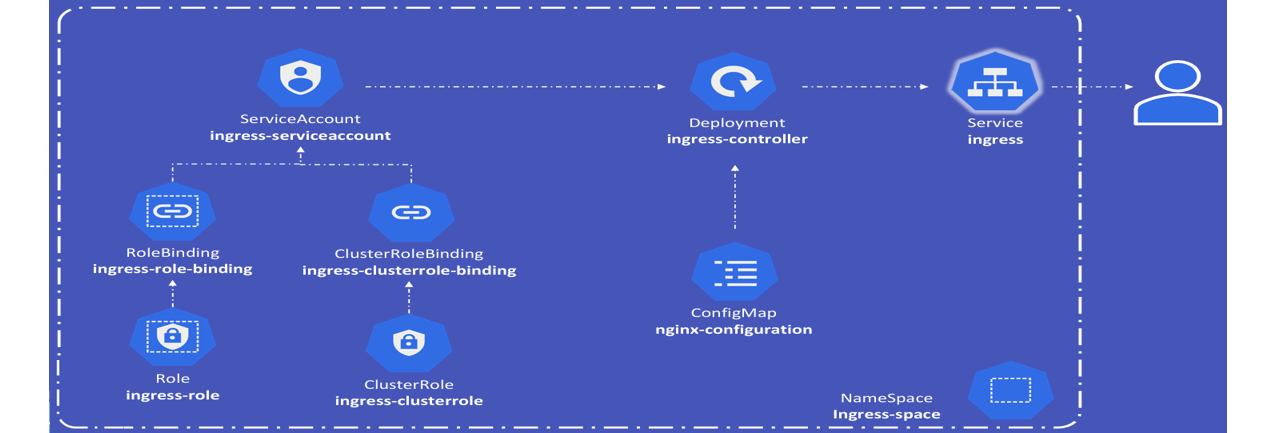 ServiceAccount
ingress-serviceaccount
Deployment
ingress-controller
Service
ingress
RoleBinding
ingress-role-binding
ClusterRoleBinding
ingress-clusterrole-binding
ConfigMap
nginx-configuration
Role
ingress-role
ClusterRole
ingress-clusterrole
NameSpace
Ingress-space